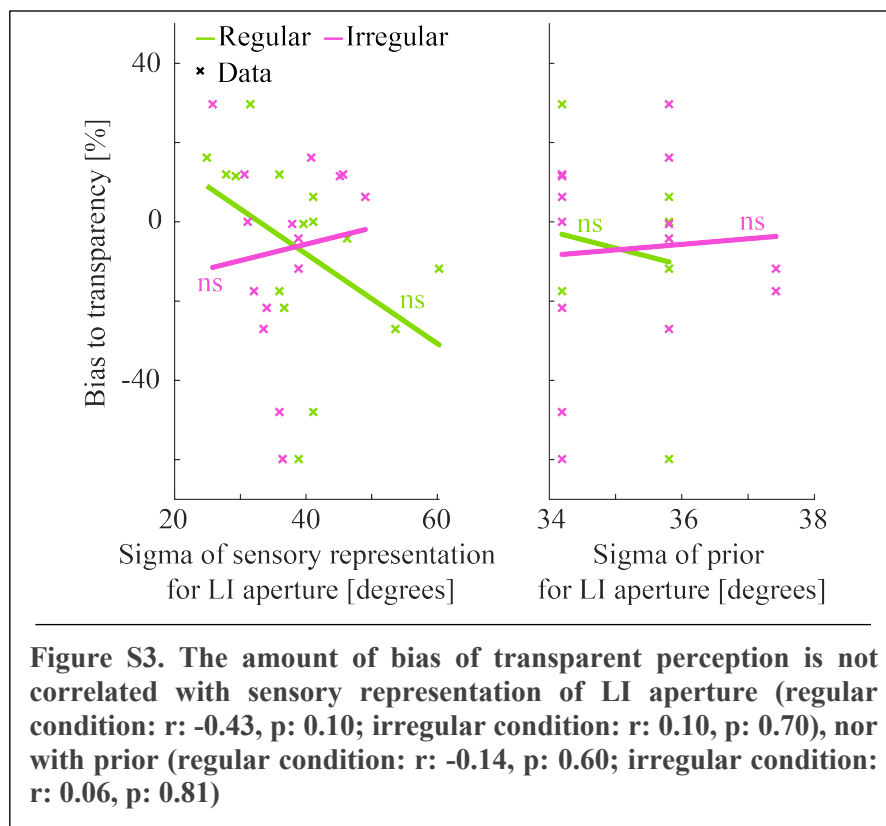 Regular Irregular
Data
Bias to transparency [%]
40
0
-40
ns
ns
20 40 60
Sigma of sensory representation
for LI aperture [degrees]
ns
ns
34 36 38
Sigma of prior
for LI aperture [degrees]
Figure S3. The amount of bias of transparent perception is not
correlated with sensory representation of LI aperture (regular
condition: r: -0.43, p: 0.10; irregular condition: r: 0.10, p: 0.70), nor
with prior (regular condition: r: -0.14, p: 0.60; irregular condition:
r: 0.06, p: 0.81)